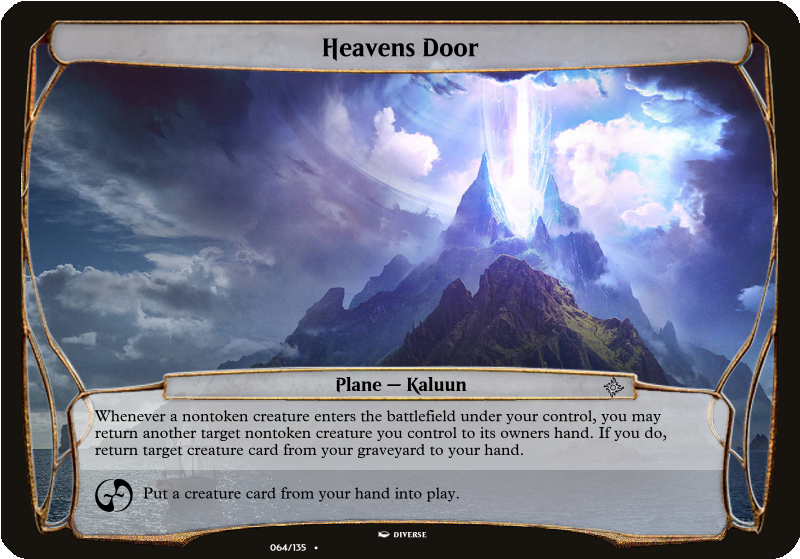 Heavens Door
Plane — Kaluun
Whenever a nontoken creature enters the battlefield under your control, you may
return another target nontoken creature you control to its owners hand. If you do,
return target creature card from your graveyard to your hand.
Put a creature card from your hand into play.
DIVERSE
064/135 •